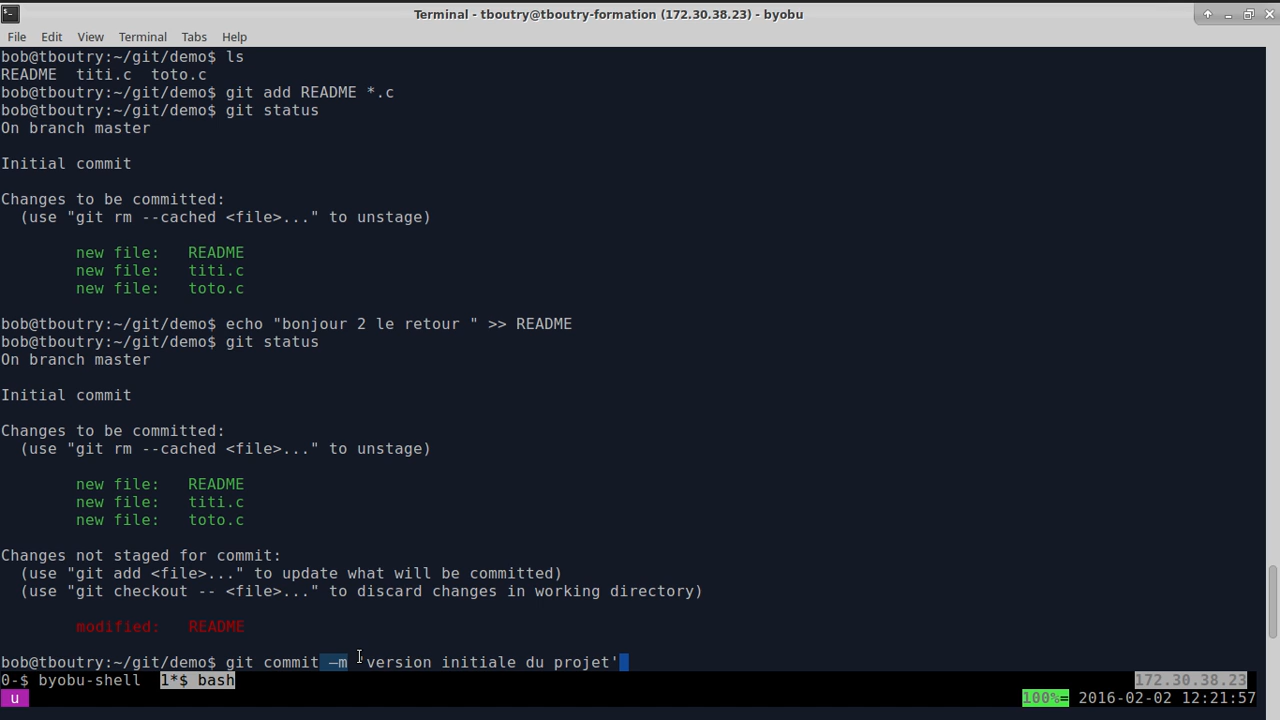 Terminal - tboutry@tboutry-formation (172.30.38.23) - byobu
File Edit View Terminal Tabs Help
bob@tboutry:~/git/demo$ ls
README  titi.c  toto.c
bob@tboutry:~/git/demo$ git add README *.c
bob@tboutry:~/git/demo$ git status
On branch master
Initial commit
Changes to be committed:
  (use "git rm --cached <file>..." to unstage)
        new file:   README
        new file:   titi.c
        new file:   toto.c
bob@tboutry:~/git/demo$ echo "bonjour 2 le retour " >> README
bob@tboutry:~/git/demo$ git status
On branch master
Initial commit
Changes to be committed:
  (use "git rm --cached <file>..." to unstage)
        new file:   README
        new file:   titi.c
        new file:   toto.c
Changes not staged for commit:
  (use "git add <file>..." to update what will be committed)
  (use "git checkout -- <file>..." to discard changes in working directory)
        modified:   README
bob@tboutry:~/git/demo$ git commit –m 'version initiale du projet'
0-$ byobu-shell  1*$ bash 172.30.38.23
u 100%= 2016-02-02 12:21:57